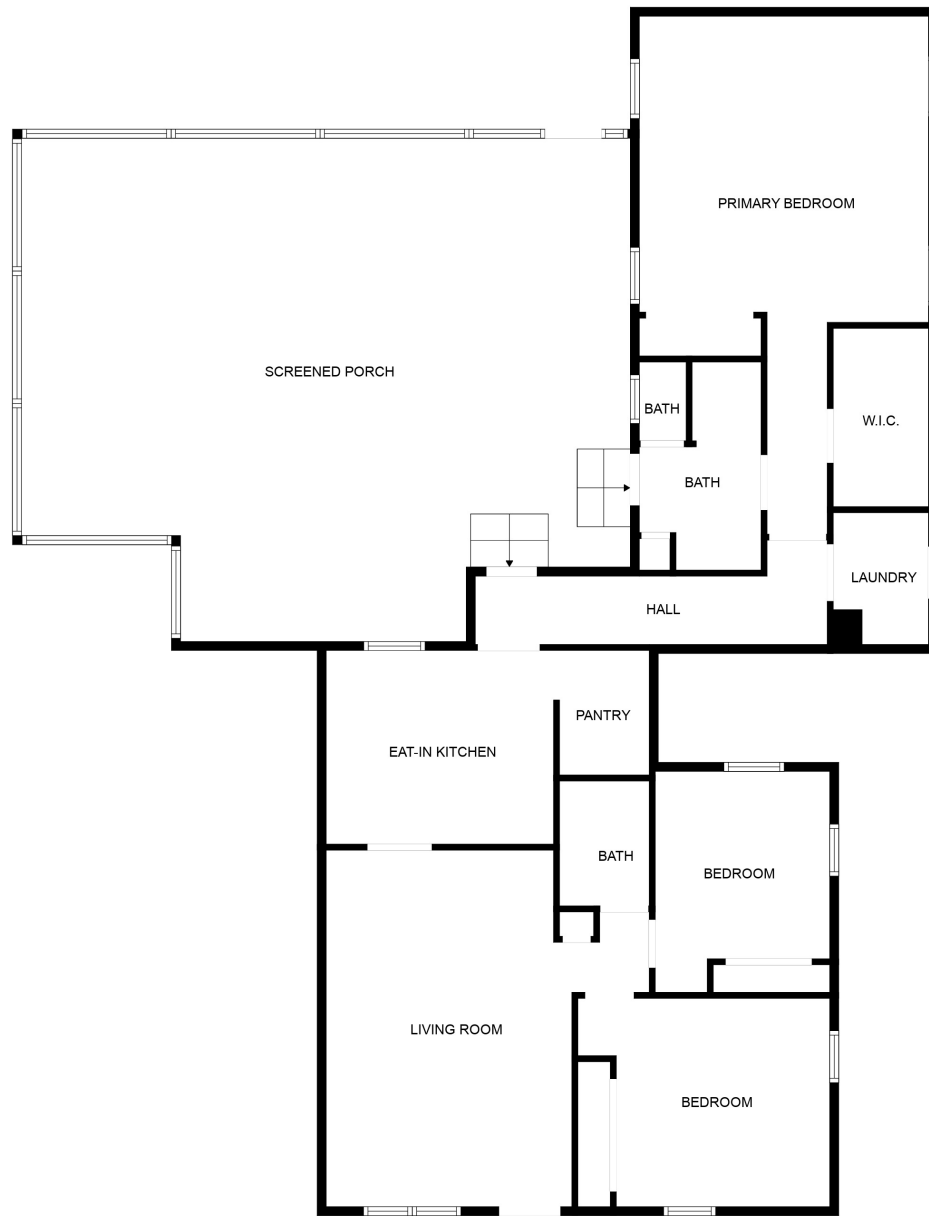 PRIMARY BEDROOM
SCREENED PORCH
BATH
W.I.C.
BATH
LAUNDRY
HALL
PANTRY
EAT-IN KITCHEN
BATH
BEDROOM
LIVING ROOM
BEDROOM